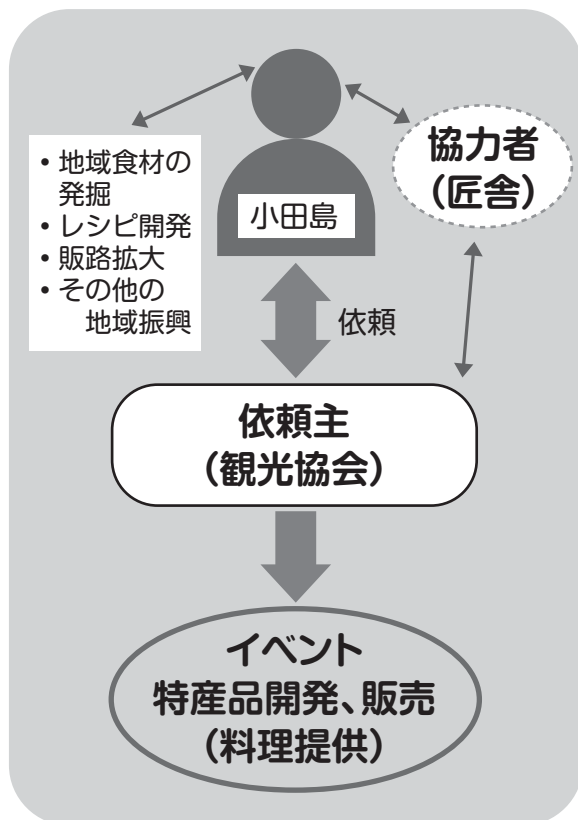 ・地域食材の
発掘
・レシピ開発
・販路拡大
・その他の
地域振興
小田島
協力者
（匠舎）
依頼
依頼主
（観光協会）
イベント
特産品開発、販売
（料理提供）